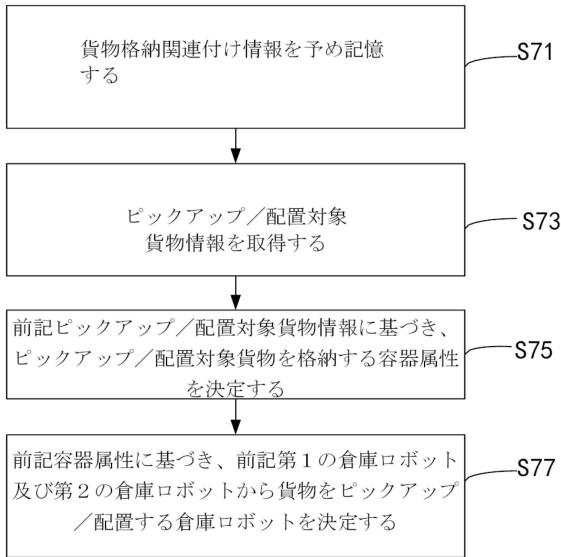 貨物格納関連付け情報を予め記憶
する
S71
ピックアップ／配置対象
貨物情報を取得する
S73
前記ピックアップ／配置対象貨物情報に基づき、
ピックアップ／配置対象貨物を格納する容器属性
を決定する
S75
前記容器属性に基づき、前記第１の倉庫ロボット
及び第２の倉庫ロボットから貨物をピックアップ
／配置する倉庫ロボットを決定する
S77